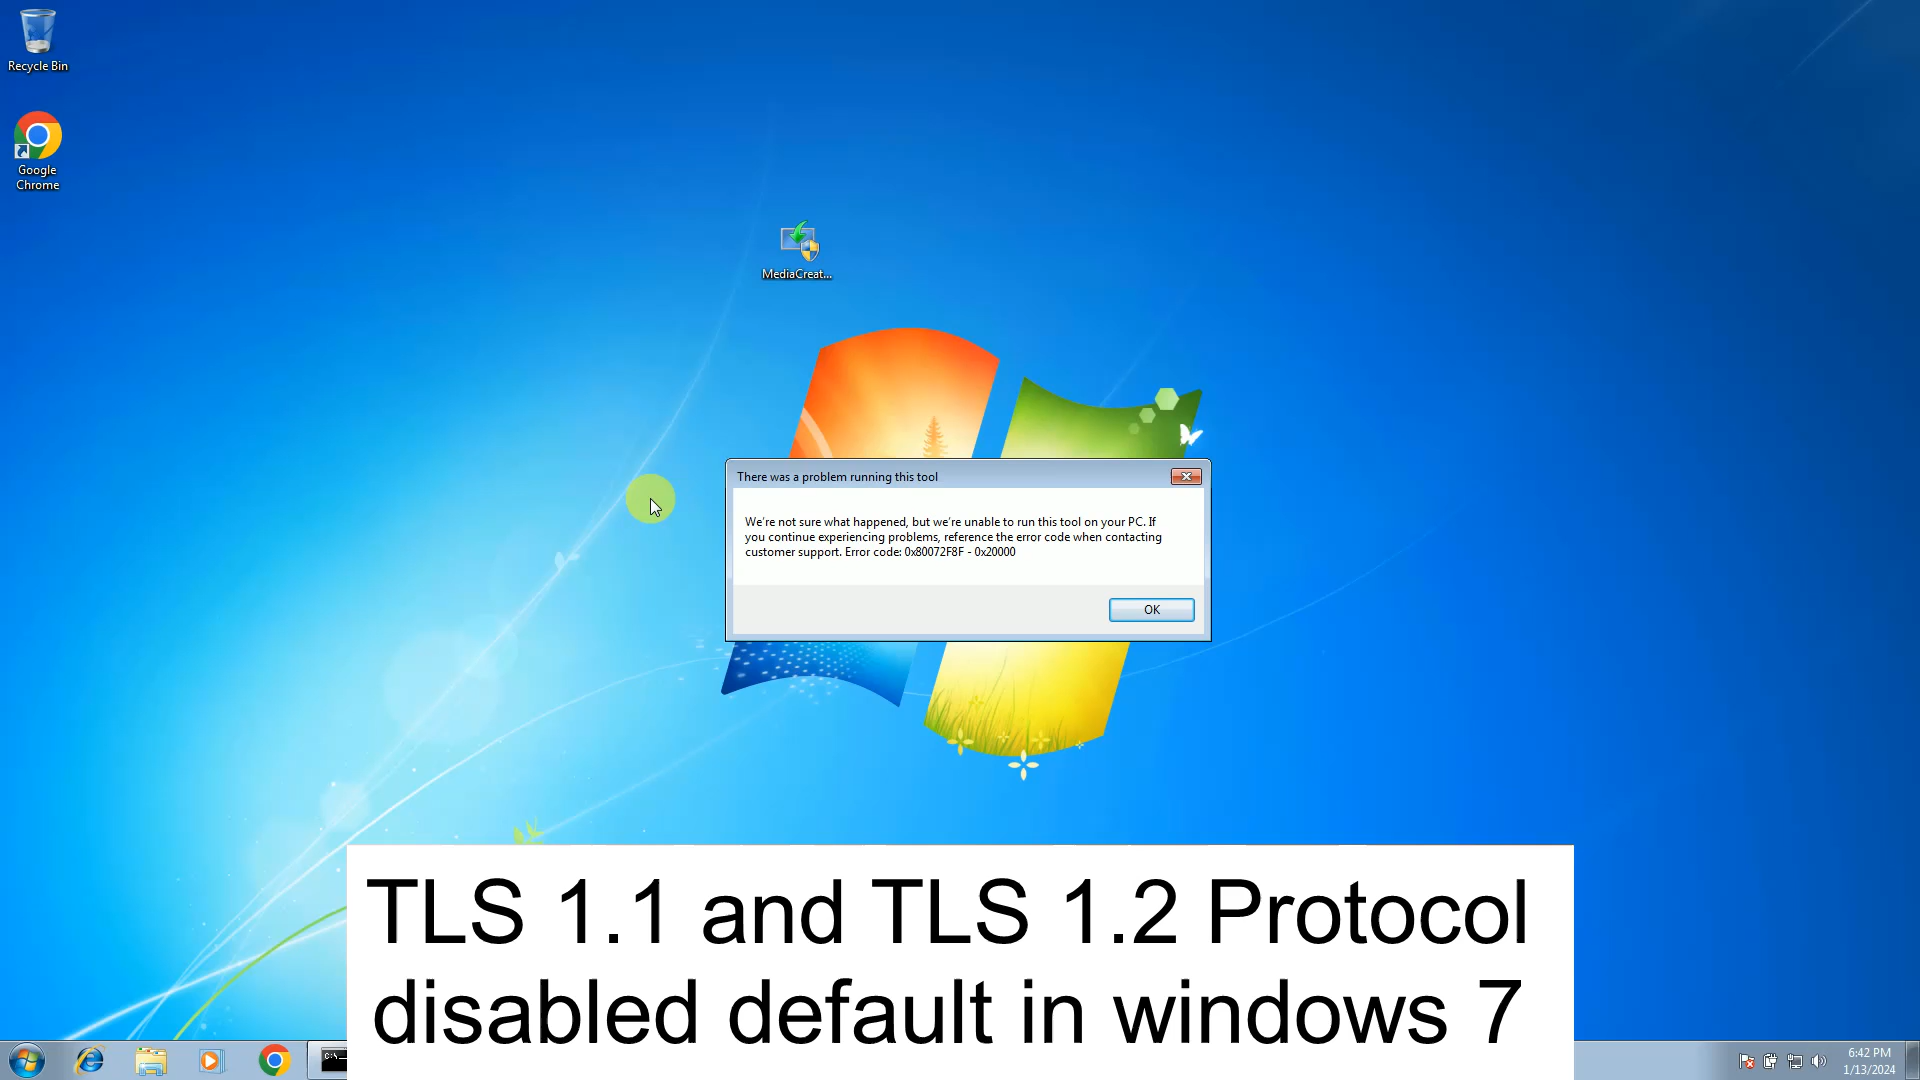 Recycle Bin
Google
Chrome
MediaCreat...
There was a problem running this tool
We're not sure what happened, but we're unable to run this tool on your PC. If
you continue experiencing problems, reference the error code when contacting
customer support. Error code: 0x80072F8F - 0x20000
OK
TLS 1.1 and TLS 1.2 Protocol
disabled default in windows 7
C:\
6:42 PM
1/13/2024